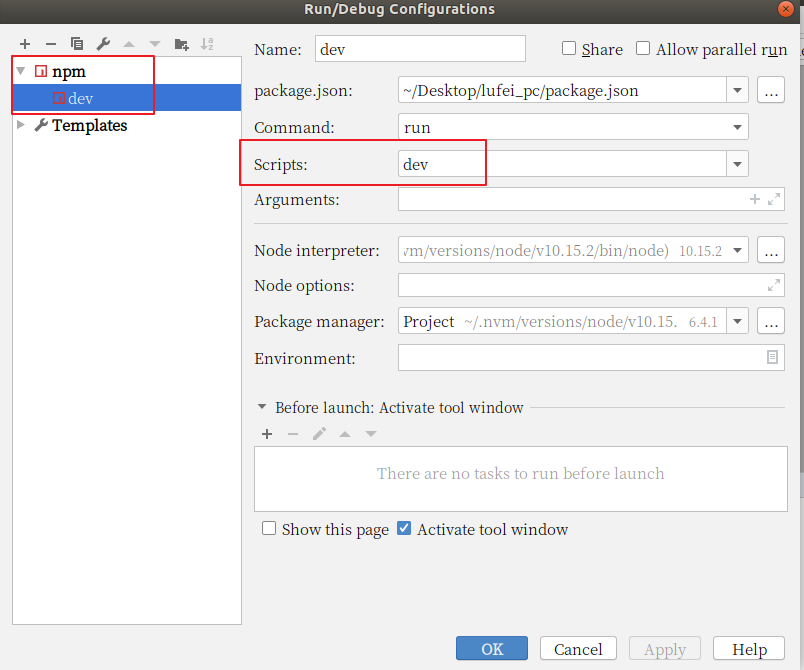 Run/Debug Configurations
Name: dev Share Allow parallel run
npm
dev
Templates
package.json: ~/Desktop/lufei_pc/package.json ...
Command: run
Scripts: dev
Arguments:
Node interpreter: vm/versions/node/v10.15.2/bin/node) 10.15.2 ...
Node options:
Package manager: Project ~/.nvm/versions/node/v10.15. 6.4.1 ...
Environment:
Before launch: Activate tool window
There are no tasks to run before launch
Show this page Activate tool window
OK Cancel Apply Help